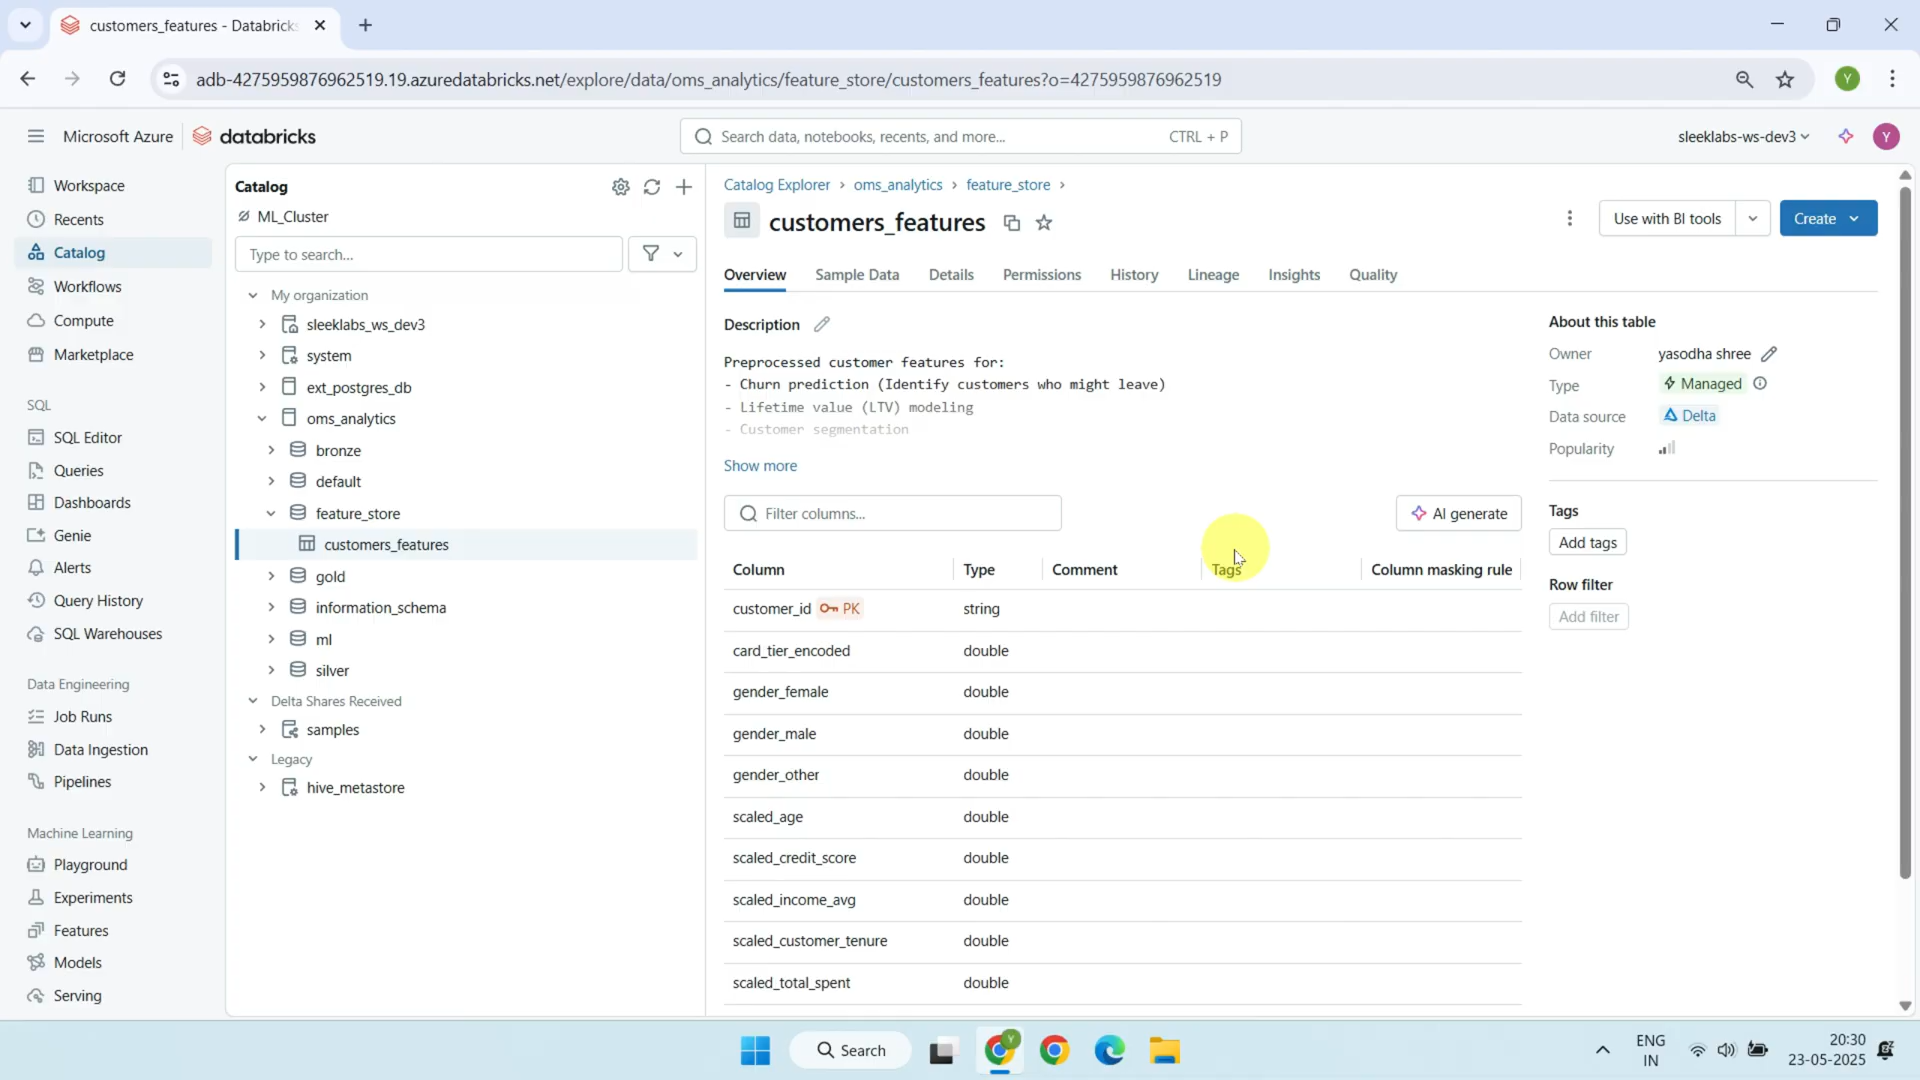 customers_features - Databricks
adb-4275959876962519.19.azuredatabricks.net/explore/data/oms_analytics/feature_store/customers_features?o=4275959876962519
Y
Microsoft Azure databricks
Search data, notebooks, recents, and more... CTRL + P
sleeklabs-ws-dev3 Y
Workspace
Recents
Catalog
Workflows
Compute
Marketplace
SQL
SQL Editor
Queries
Dashboards
Genie
Alerts
Query History
SQL Warehouses
Data Engineering
Job Runs
Data Ingestion
Pipelines
Machine Learning
Playground
Experiments
Features
Models
Serving
Catalog
ML_Cluster
Type to search...
My organization
sleeklabs_ws_dev3
system
ext_postgres_db
oms_analytics
bronze
default
feature_store
customers_features
gold
information_schema
ml
silver
Delta Shares Received
samples
Legacy
hive_metastore
Catalog Explorer › oms_analytics › feature_store ›
customers_features
Use with BI tools
Create
Overview Sample Data Details Permissions History Lineage Insights Quality
Description
Preprocessed customer features for:
- Churn prediction (Identify customers who might leave)
- Lifetime value (LTV) modeling
- Customer segmentation
Show more
Filter columns...
AI generate
Column Type Comment Tags Column masking rule
customer_id PK string
card_tier_encoded double
gender_female double
gender_male double
gender_other double
scaled_age double
scaled_credit_score double
scaled_income_avg double
scaled_customer_tenure double
scaled_total_spent double
About this table
Owner yasodha shree
Type Managed
Data source Delta
Popularity
Tags
Add tags
Row filter
Add filter
Search
Y
ENG
IN
20:30
23-05-2025